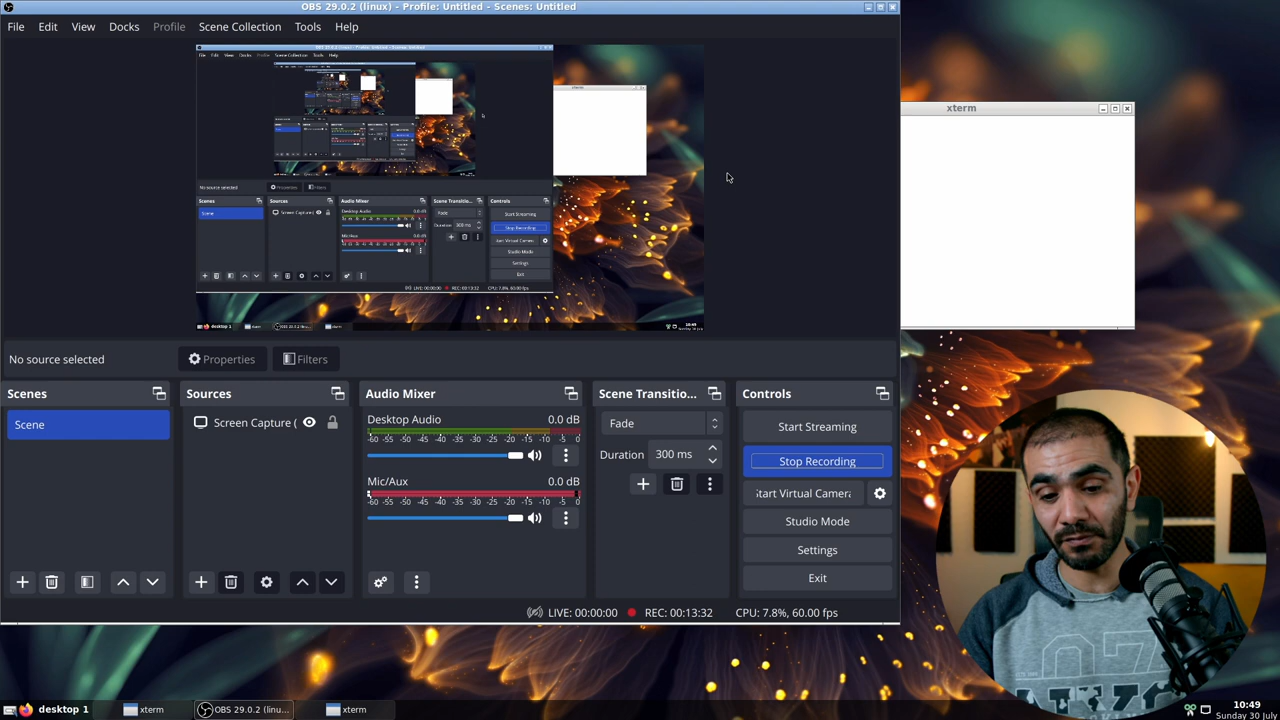 OBS 29.0.2 (linux) - Profile: Untitled - Scenes: Untitled
File Edit View Docks Profile Scene Collection Tools Help
xterm
No source selected Properties Filters
Scenes
Scene
Sources
Screen Capture (
Audio Mixer
Desktop Audio 0.0 dB
-60 -55 -50 -45 -40 -35 -30 -25 -20 -15 -10 -5 0
Mic/Aux 0.0 dB
-60 -55 -50 -45 -40 -35 -30 -25 -20 -15 -10 -5 0
Scene Transitio...
Fade
Duration 300 ms
Controls
Start Streaming
Stop Recording
Start Virtual Camera
Studio Mode
Settings
Exit
LIVE: 00:00:00 REC: 00:13:32 CPU: 7.8%, 60.00 fps
desktop 1 xterm OBS 29.0.2 (linu... xterm
10:49
Sunday 30 July